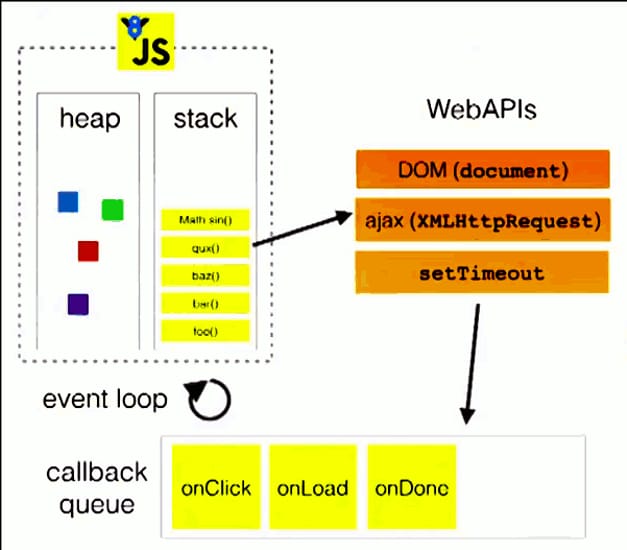 JS
heap
stack
WebAPIs
Math sin()
qux()
baz()
bar()
foo()
DOM (document)
ajax (XMLHttpRequest)
setTimeout
event loop
callback
queue
onClick
onLoad
onDone